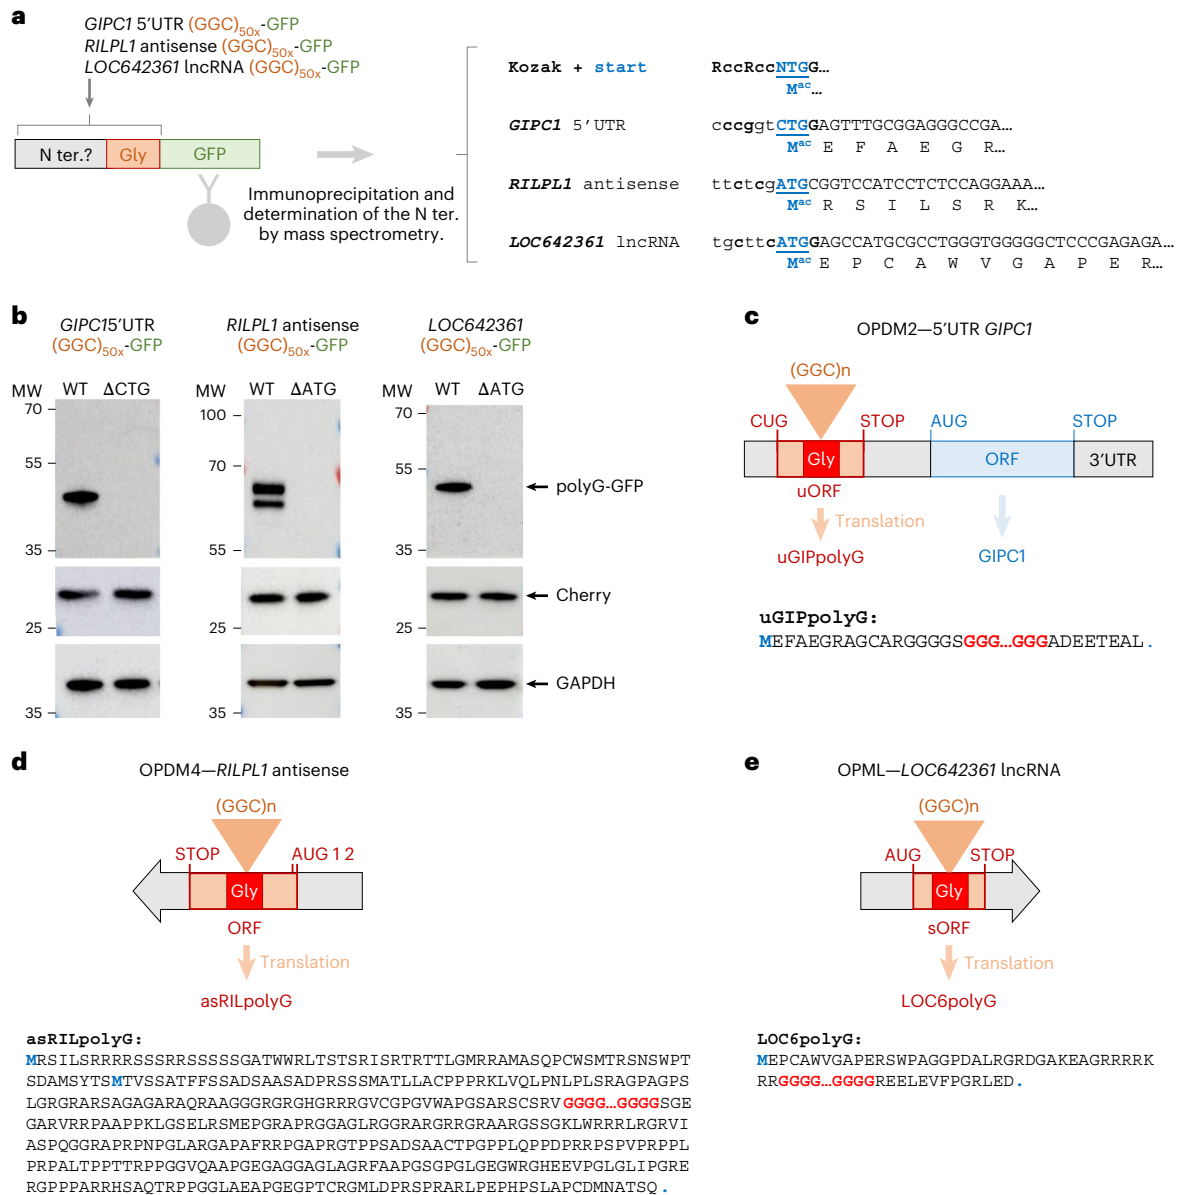 a
GIPC1 5'UTR (GGC)50x-GFP
RILPL1 antisense (GGC)50x-GFP
LOC642361 lncRNA (GGC)50x-GFP
N ter.? Gly GFP
Immunoprecipitation and
determination of the N ter.
by mass spectrometry.
Kozak + start RccRccNTGG...
Mac...
GIPC1 5'UTR cccggtCTGGAGTTTGCGGAGGGCCGA...
Mac E F A E G R...
RILPL1 antisense ttctcgATGCGGTCCATCCTCTCCAGGAAA...
Mac R S I L S R K...
LOC642361 lncRNA tgcttcATGGAGCCATGCGCCTGGGTGGGGGCTCCCGAGAGA...
Mac E P C A W V G A P E R...
b
GIPC15'UTR
(GGC)50x-GFP
RILPL1 antisense
(GGC)50x-GFP
LOC642361
(GGC)50x-GFP
MW WT ΔCTG
70
55
35
25
35
MW WT ΔATG
100
70
55
25
35
MW WT ΔATG
70
55
35
25
35
polyG-GFP
Cherry
GAPDH
c
OPDM2—5'UTR GIPC1
(GGC)n
CUG STOP AUG STOP
Gly ORF 3'UTR
uORF
Translation
uGIPpolyG GIPC1
uGIPpolyG:
MEFAEGRAGCARGGGGSGGG...GGGADEETEAL.
d
OPDM4—RILPL1 antisense
(GGC)n
STOP AUG 1 2
Gly
ORF
Translation
asRILpolyG
asRILpolyG:
MRSILSRRRRSSSRRSSSSSGATWWRLTSTSRISRTRTTLGMRRAMASQPCWSMTRSNSWPT
SDAMSYTSMTVSSATFFSSADSAASADPRSSSMATLLACPPPRKLVQLPNLPLSRAGPAGPS
LGRGRARSAGAGARAQRAAGGGRGRGHGRRRGVCGPGVWAPGSARSCSRVGGGG...GGGGSGE
GARVRRPAAPPKLGSELRSMEPGRAPRGGAGLRGGRARGRRGRAARGSSGKLWRRRLRGRVI
ASPQGGRAPRPNPGLARGAPAFRRPGAPRGTPPSADSAACTPGPPLQPPDPRRPSPVPRPPL
PRPALTPPTTRPPGGVQAAPGEGAGGAGLAGRFAAPGSGPGLGEGWRGHEEVPGLGLIPGRE
RGPPPARRHSAQTRPPGGLAEAPGEGPTCRGMLDPRSPRARLPEPHPSLAPCDMNATSQ.
e
OPML—LOC642361 lncRNA
(GGC)n
AUG STOP
Gly
sORF
Translation
LOC6polyG
LOC6polyG:
MEPCAWVGAPERSWPAGGPDALRGRDGAKEAGRRRRK
RRGGGG...GGGGREELEVFPGRLED.